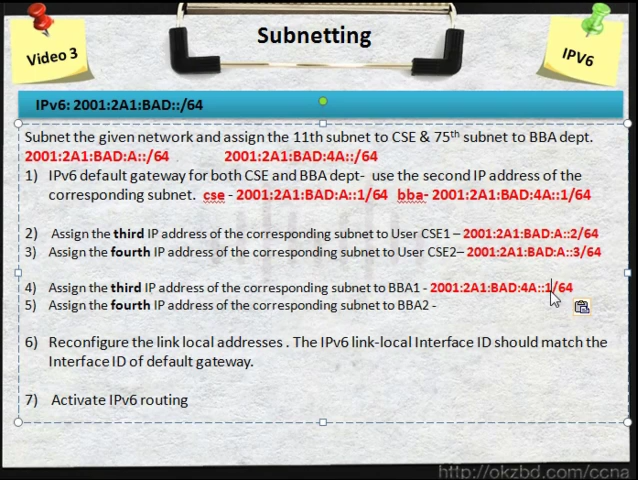 Video 3
Subnetting
IPV6
IPv6: 2001:2A1:BAD::/64
Subnet the given network and assign the 11th subnet to CSE & 75th subnet to BBA dept.
2001:2A1:BAD:A::/64 2001:2A1:BAD:4A::/64
1) IPv6 default gateway for both CSE and BBA dept- use the second IP address of the
corresponding subnet. cse - 2001:2A1:BAD:A::1/64 bba- 2001:2A1:BAD:4A::1/64
2) Assign the third IP address of the corresponding subnet to User CSE1 – 2001:2A1:BAD:A::2/64
3) Assign the fourth IP address of the corresponding subnet to User CSE2– 2001:2A1:BAD:A::3/64
4) Assign the third IP address of the corresponding subnet to BBA1 - 2001:2A1:BAD:4A::1/64
5) Assign the fourth IP address of the corresponding subnet to BBA2 -
6) Reconfigure the link local addresses . The IPv6 link-local Interface ID should match the
Interface ID of default gateway.
7) Activate IPv6 routing
http://okzbd.com/ccna